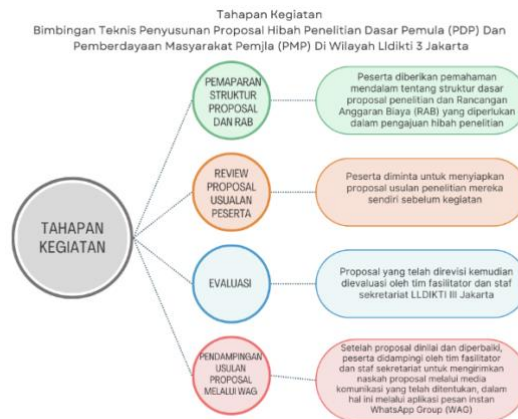 Tahapan Kegiatan
Bimbingan Teknis Penyusunan Proposal Hibah Penelitian Dasar Pemula (PDP) Dan
Pemberdayaan Masyarakat Pemjla (PMP) Di Wilayah Lldikti 3 Jakarta
TAHAPAN
KEGIATAN
PEMAPARAN
STRUKTUR
PROPOSAL
DAN RAB
Peserta diberikan pemahaman
mendalam tentang struktur dasar
proposal penelitian dan Rancangan
Anggaran Biaya (RAB) yang diperlukan
dalam pengajuan hibah penelitian
REVIEW
PROPOSAL
USUALAN
PESERTA
Peserta diminta untuk menyiapkan
proposal usulan penelitian mereka
sendiri sebelum kegiatan
EVALUASI
Proposal yang telah direvisi kemudian
dievaluasi oleh tim fasilitator dan staf
sekretariat LLDIKTI III Jakarta
PENDAMPINGAN
USULAN
PROPOSAL
MELALUI WAG
Setelah proposal dinilai dan diperbaiki,
peserta didampingi oleh tim fasilitator
dan staf sekretariat untuk mengirimkan
naskah proposal melalui media
komunikasi yang telah ditentukan, dalam
hal ini melalui aplikasi pesan instan
WhatsApp Group (WAG)